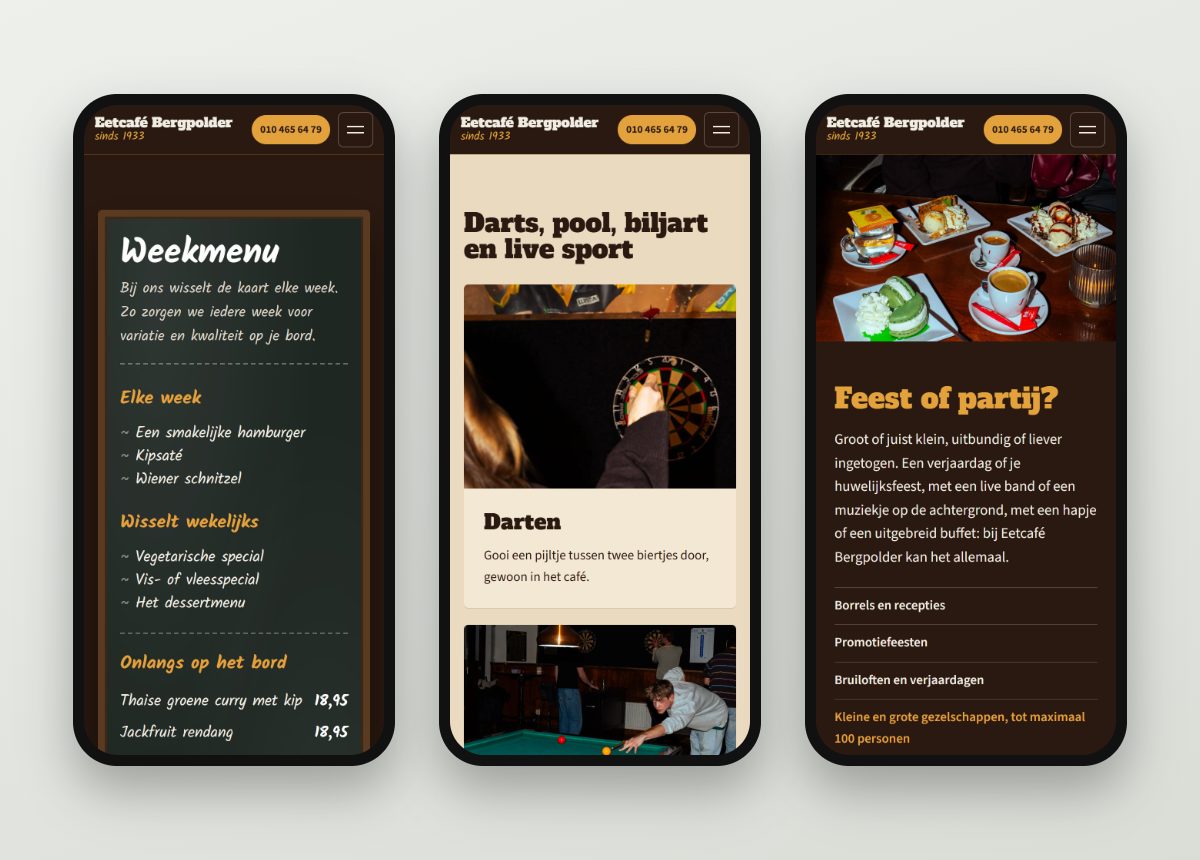 Eetcafé Bergpolder
sinds 1933
010 465 64 79
Weekmenu
Bij ons wisselt de kaart elke week.
Zo zorgen we iedere week voor
variatie en kwaliteit op je bord.
Elke week
~ Een smakelijke hamburger
~ Kipsaté
~ Wiener schnitzel
Wisselt wekelijks
~ Vegetarische special
~ Vis- of vleesspecial
~ Het dessertmenu
Onlangs op het bord
Thaise groene curry met kip 18,95
Jackfruit rendang 18,95
Eetcafé Bergpolder
sinds 1933
010 465 64 79
Darts, pool, biljart
en live sport
Darten
Gooi een pijltje tussen twee biertjes door,
gewoon in het café.
Eetcafé Bergpolder
sinds 1933
010 465 64 79
Feest of partij?
Groot of juist klein, uitbundig of liever
ingetogen. Een verjaardag of je
huwelijksfeest, met een live band of een
muziekje op de achtergrond, met een hapje
of een uitgebreid buffet: bij Eetcafé
Bergpolder kan het allemaal.
Borrels en recepties
Promotiefeesten
Bruiloften en verjaardagen
Kleine en grote gezelschappen, tot maximaal
100 personen